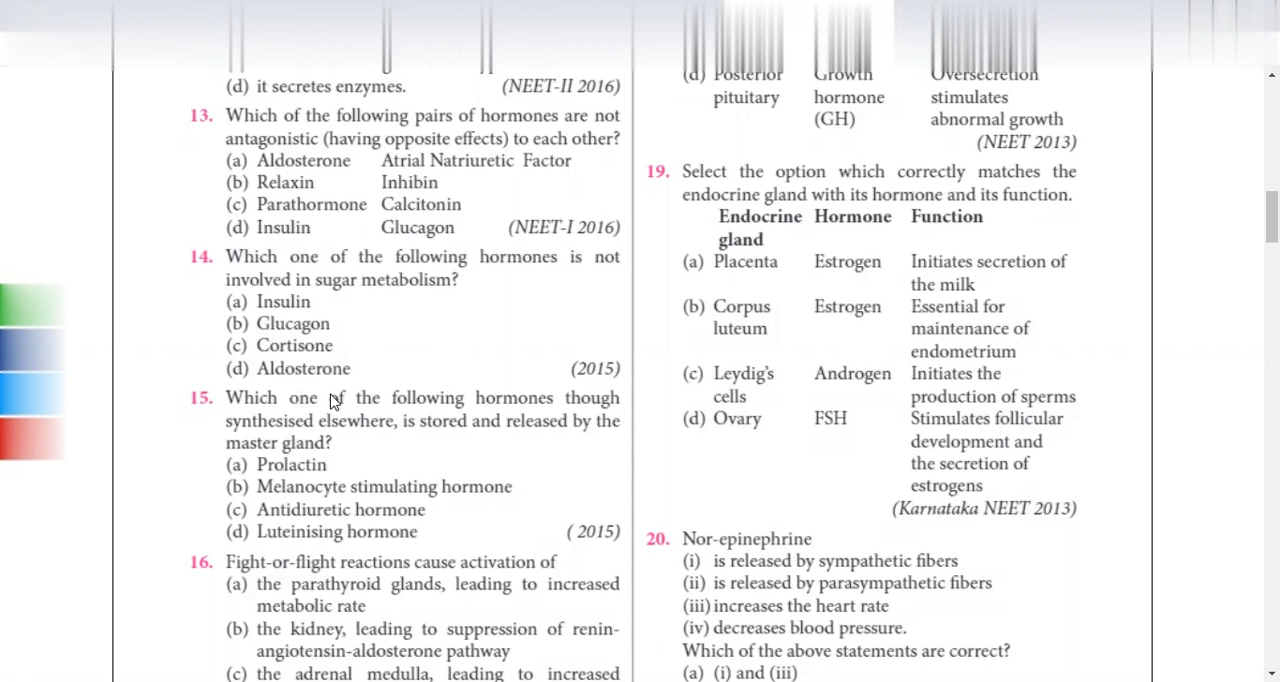 (d) it secretes enzymes. (NEET-II 2016)
13. Which of the following pairs of hormones are not
antagonistic (having opposite effects) to each other?
(a) Aldosterone Atrial Natriuretic Factor
(b) Relaxin Inhibin
(c) Parathormone Calcitonin
(d) Insulin Glucagon (NEET-I 2016)
14. Which one of the following hormones is not
involved in sugar metabolism?
(a) Insulin
(b) Glucagon
(c) Cortisone
(d) Aldosterone (2015)
15. Which one of the following hormones though
synthesised elsewhere, is stored and released by the
master gland?
(a) Prolactin
(b) Melanocyte stimulating hormone
(c) Antidiuretic hormone
(d) Luteinising hormone ( 2015)
16. Fight-or-flight reactions cause activation of
(a) the parathyroid glands, leading to increased
metabolic rate
(b) the kidney, leading to suppression of renin-
angiotensin-aldosterone pathway
(c) the adrenal medulla, leading to increased
(d) Posterior Growth Oversecretion
pituitary hormone stimulates
(GH) abnormal growth
(NEET 2013)
19. Select the option which correctly matches the
endocrine gland with its hormone and its function.
Endocrine Hormone Function
gland
(a) Placenta Estrogen Initiates secretion of
the milk
(b) Corpus Estrogen Essential for
luteum maintenance of
endometrium
(c) Leydig's Androgen Initiates the
cells production of sperms
(d) Ovary FSH Stimulates follicular
development and
the secretion of
estrogens
(Karnataka NEET 2013)
20. Nor-epinephrine
(i) is released by sympathetic fibers
(ii) is released by parasympathetic fibers
(iii) increases the heart rate
(iv) decreases blood pressure.
Which of the above statements are correct?
(a) (i) and (iii)